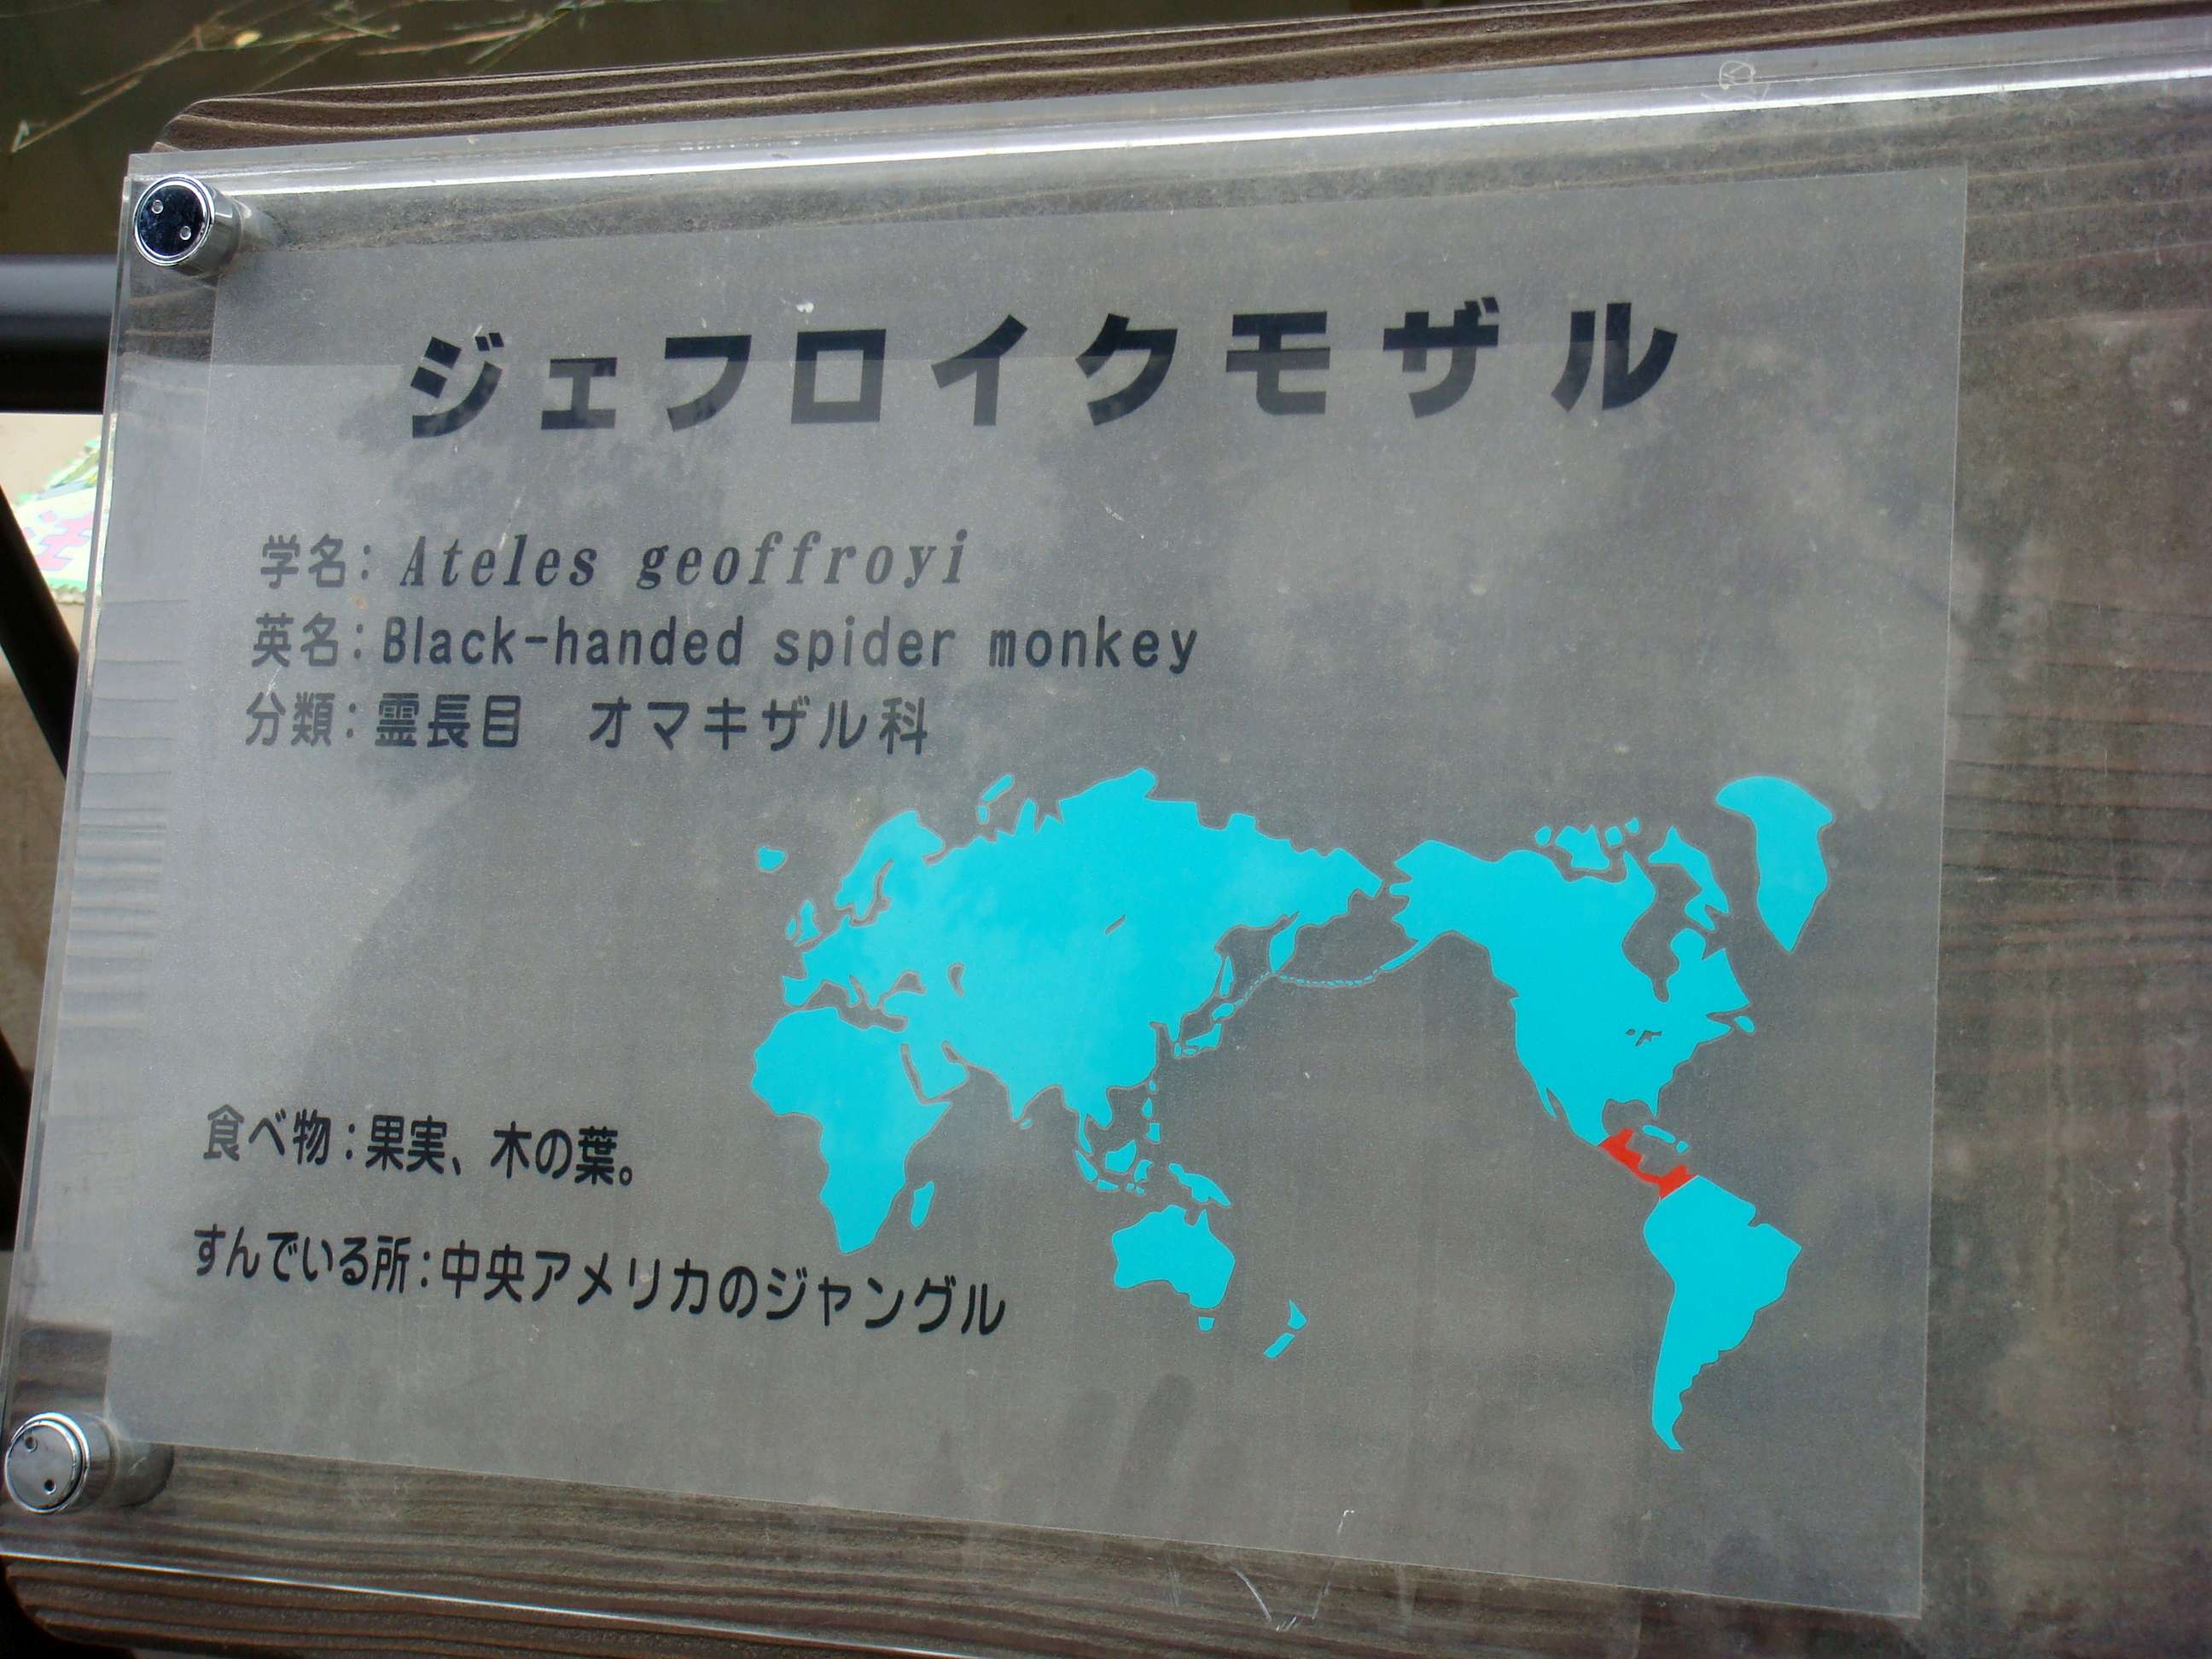 ジェフロイクモザル
学名：Ateles geoffroyi
英名：Black-handed spider monkey
分類：霊長目　オマキザル科
食べ物：果実、木の葉。
すんでいる所：中央アメリカのジャングル